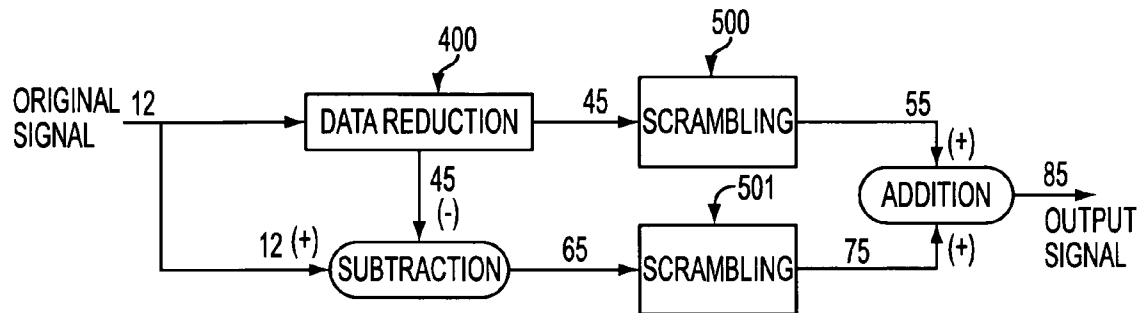 400
500
ORIGINAL
SIGNAL
12
DATA REDUCTION
45
SCRAMBLING
55
(+)
45
(-)
501
ADDITION
85
OUTPUT
SIGNAL
12 (+)
SUBTRACTION
65
SCRAMBLING
75
(+)